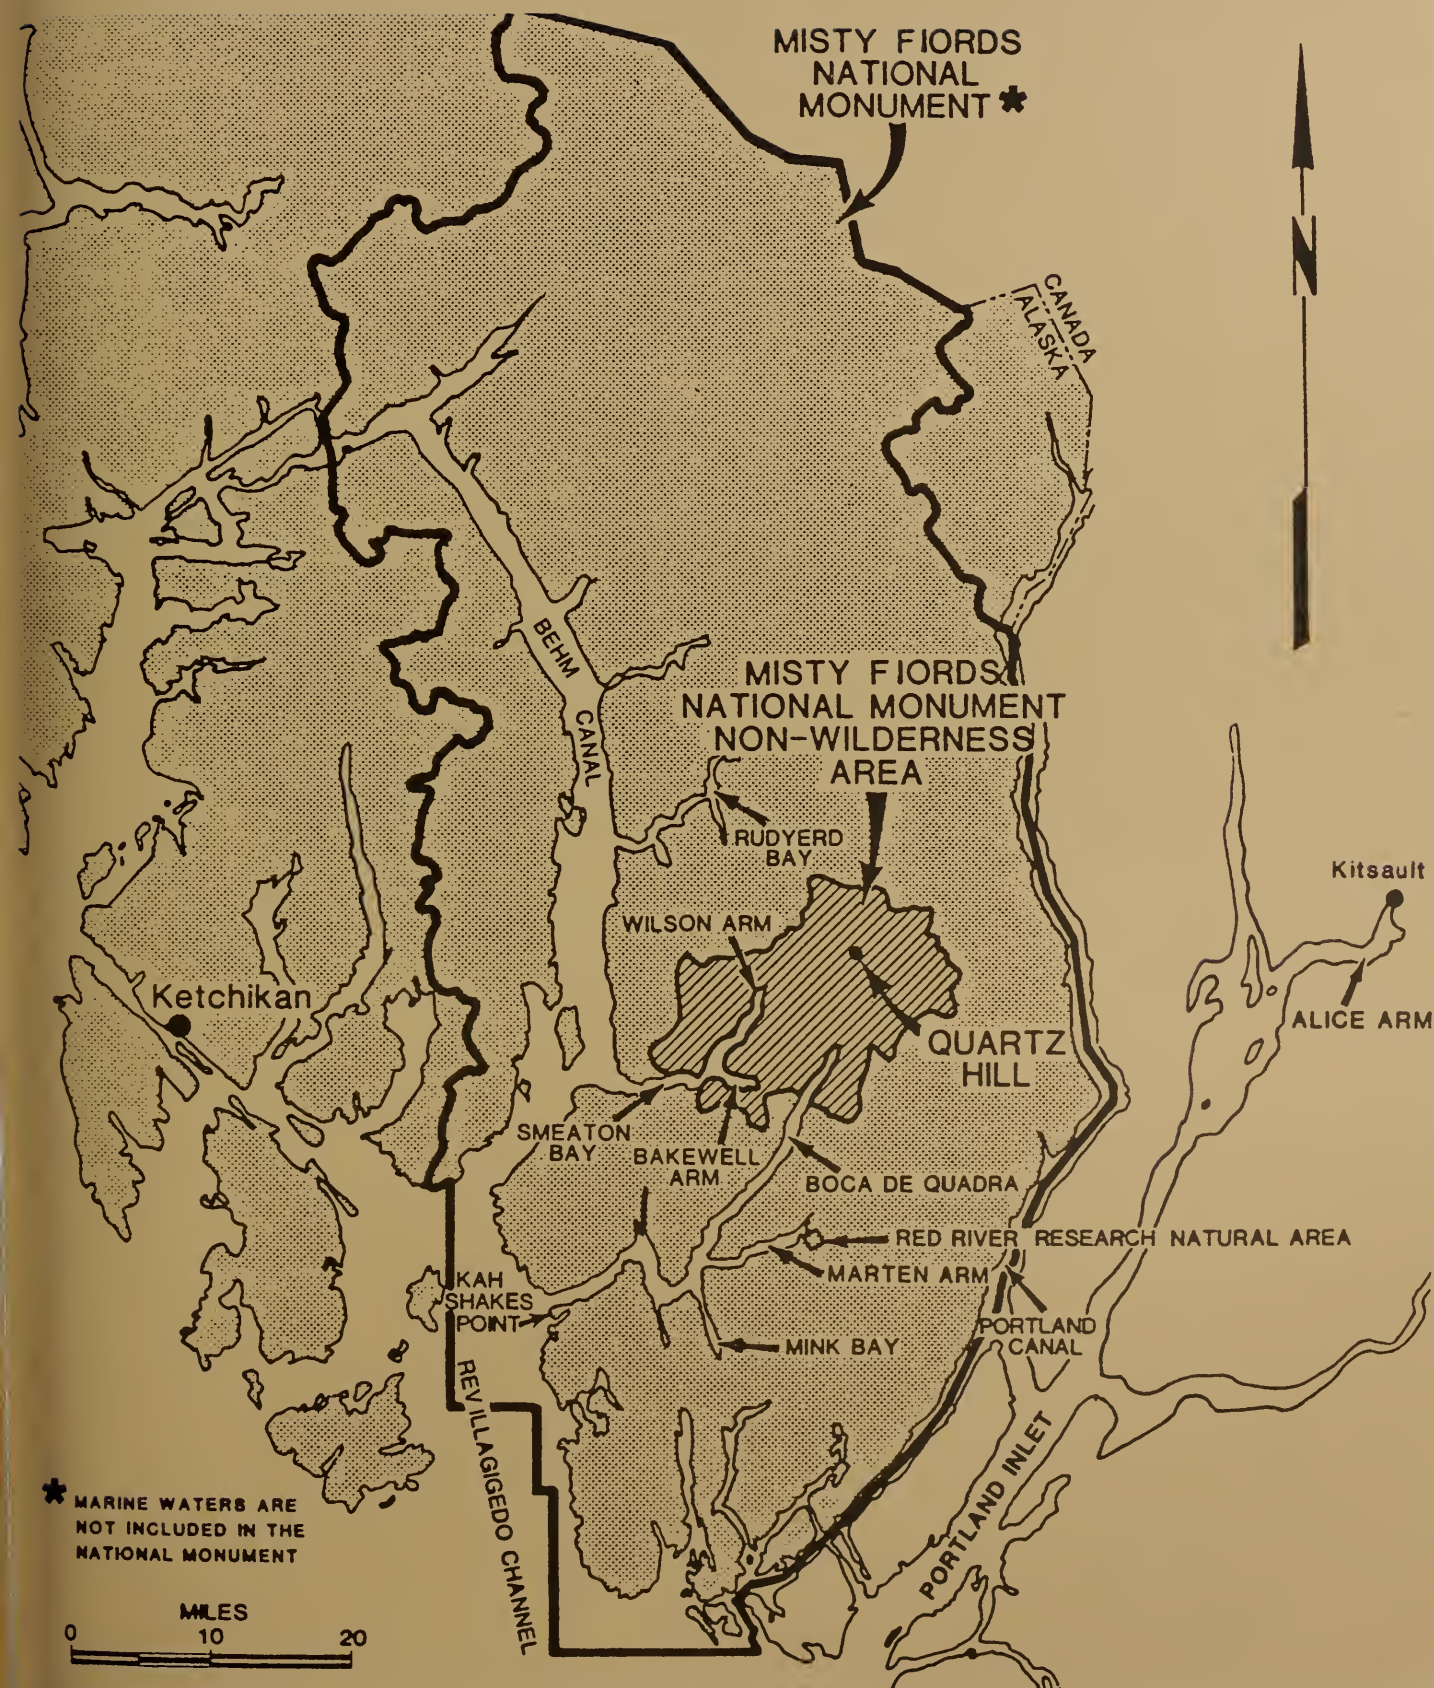 MISTY FIORDS
NATIONAL
MONUMENT *
N
CANADA
ALASKA
BEHM
CANAL
MISTY FIORDS
NATIONAL MONUMENT
NON-WILDERNESS
AREA
RUDYERD
BAY
Kitsault
WILSON ARM
Ketchikan
ALICE ARM
QUARTZ
HILL
SMEATON
BAY
BAKEWELL
ARM
BOCA DE QUADRA
RED RIVER RESEARCH NATURAL AREA
MARTEN ARM
KAH
SHAKES
POINT
PORTLAND
CANAL
MINK BAY
REVILLAGIGEDO CHANNEL
PORTLAND INLET
* MARINE WATERS ARE
NOT INCLUDED IN THE
NATIONAL MONUMENT
MILES
0 10 20